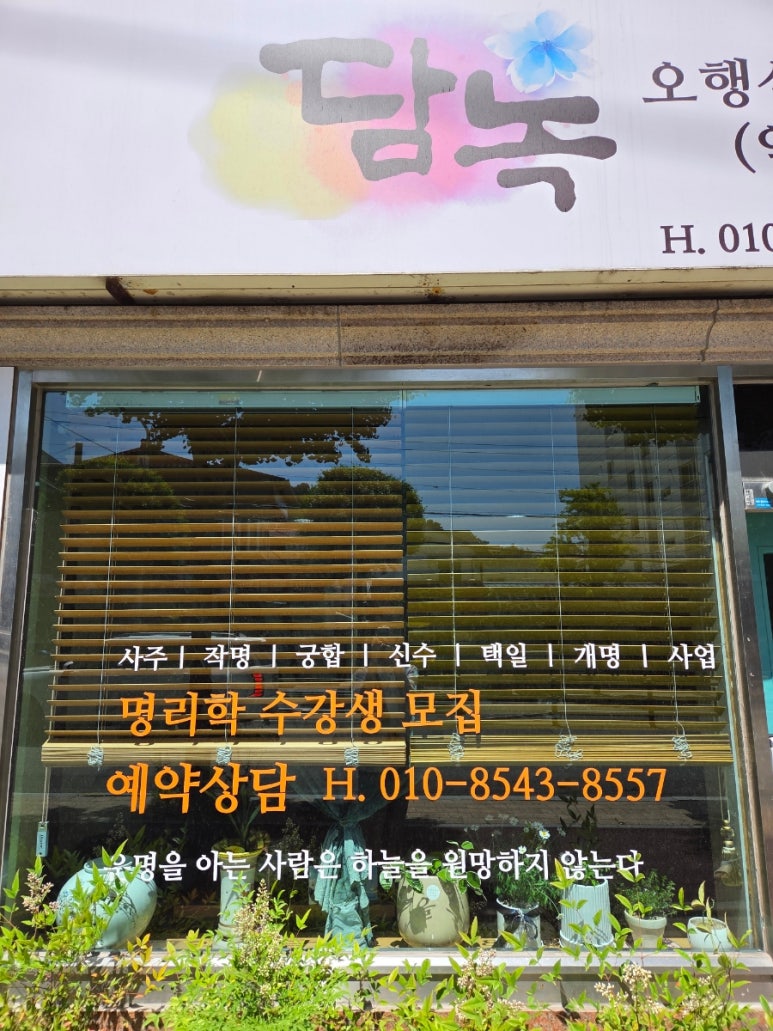 담녹
오행
H. 010
사주 | 작명 | 궁합 | 신수 | 택일 | 개명 | 사업
명리학 수강생 모집
예약상담 H. 010-8543-8557
운명을 아는 사람은 하늘을 원망하지 않는다